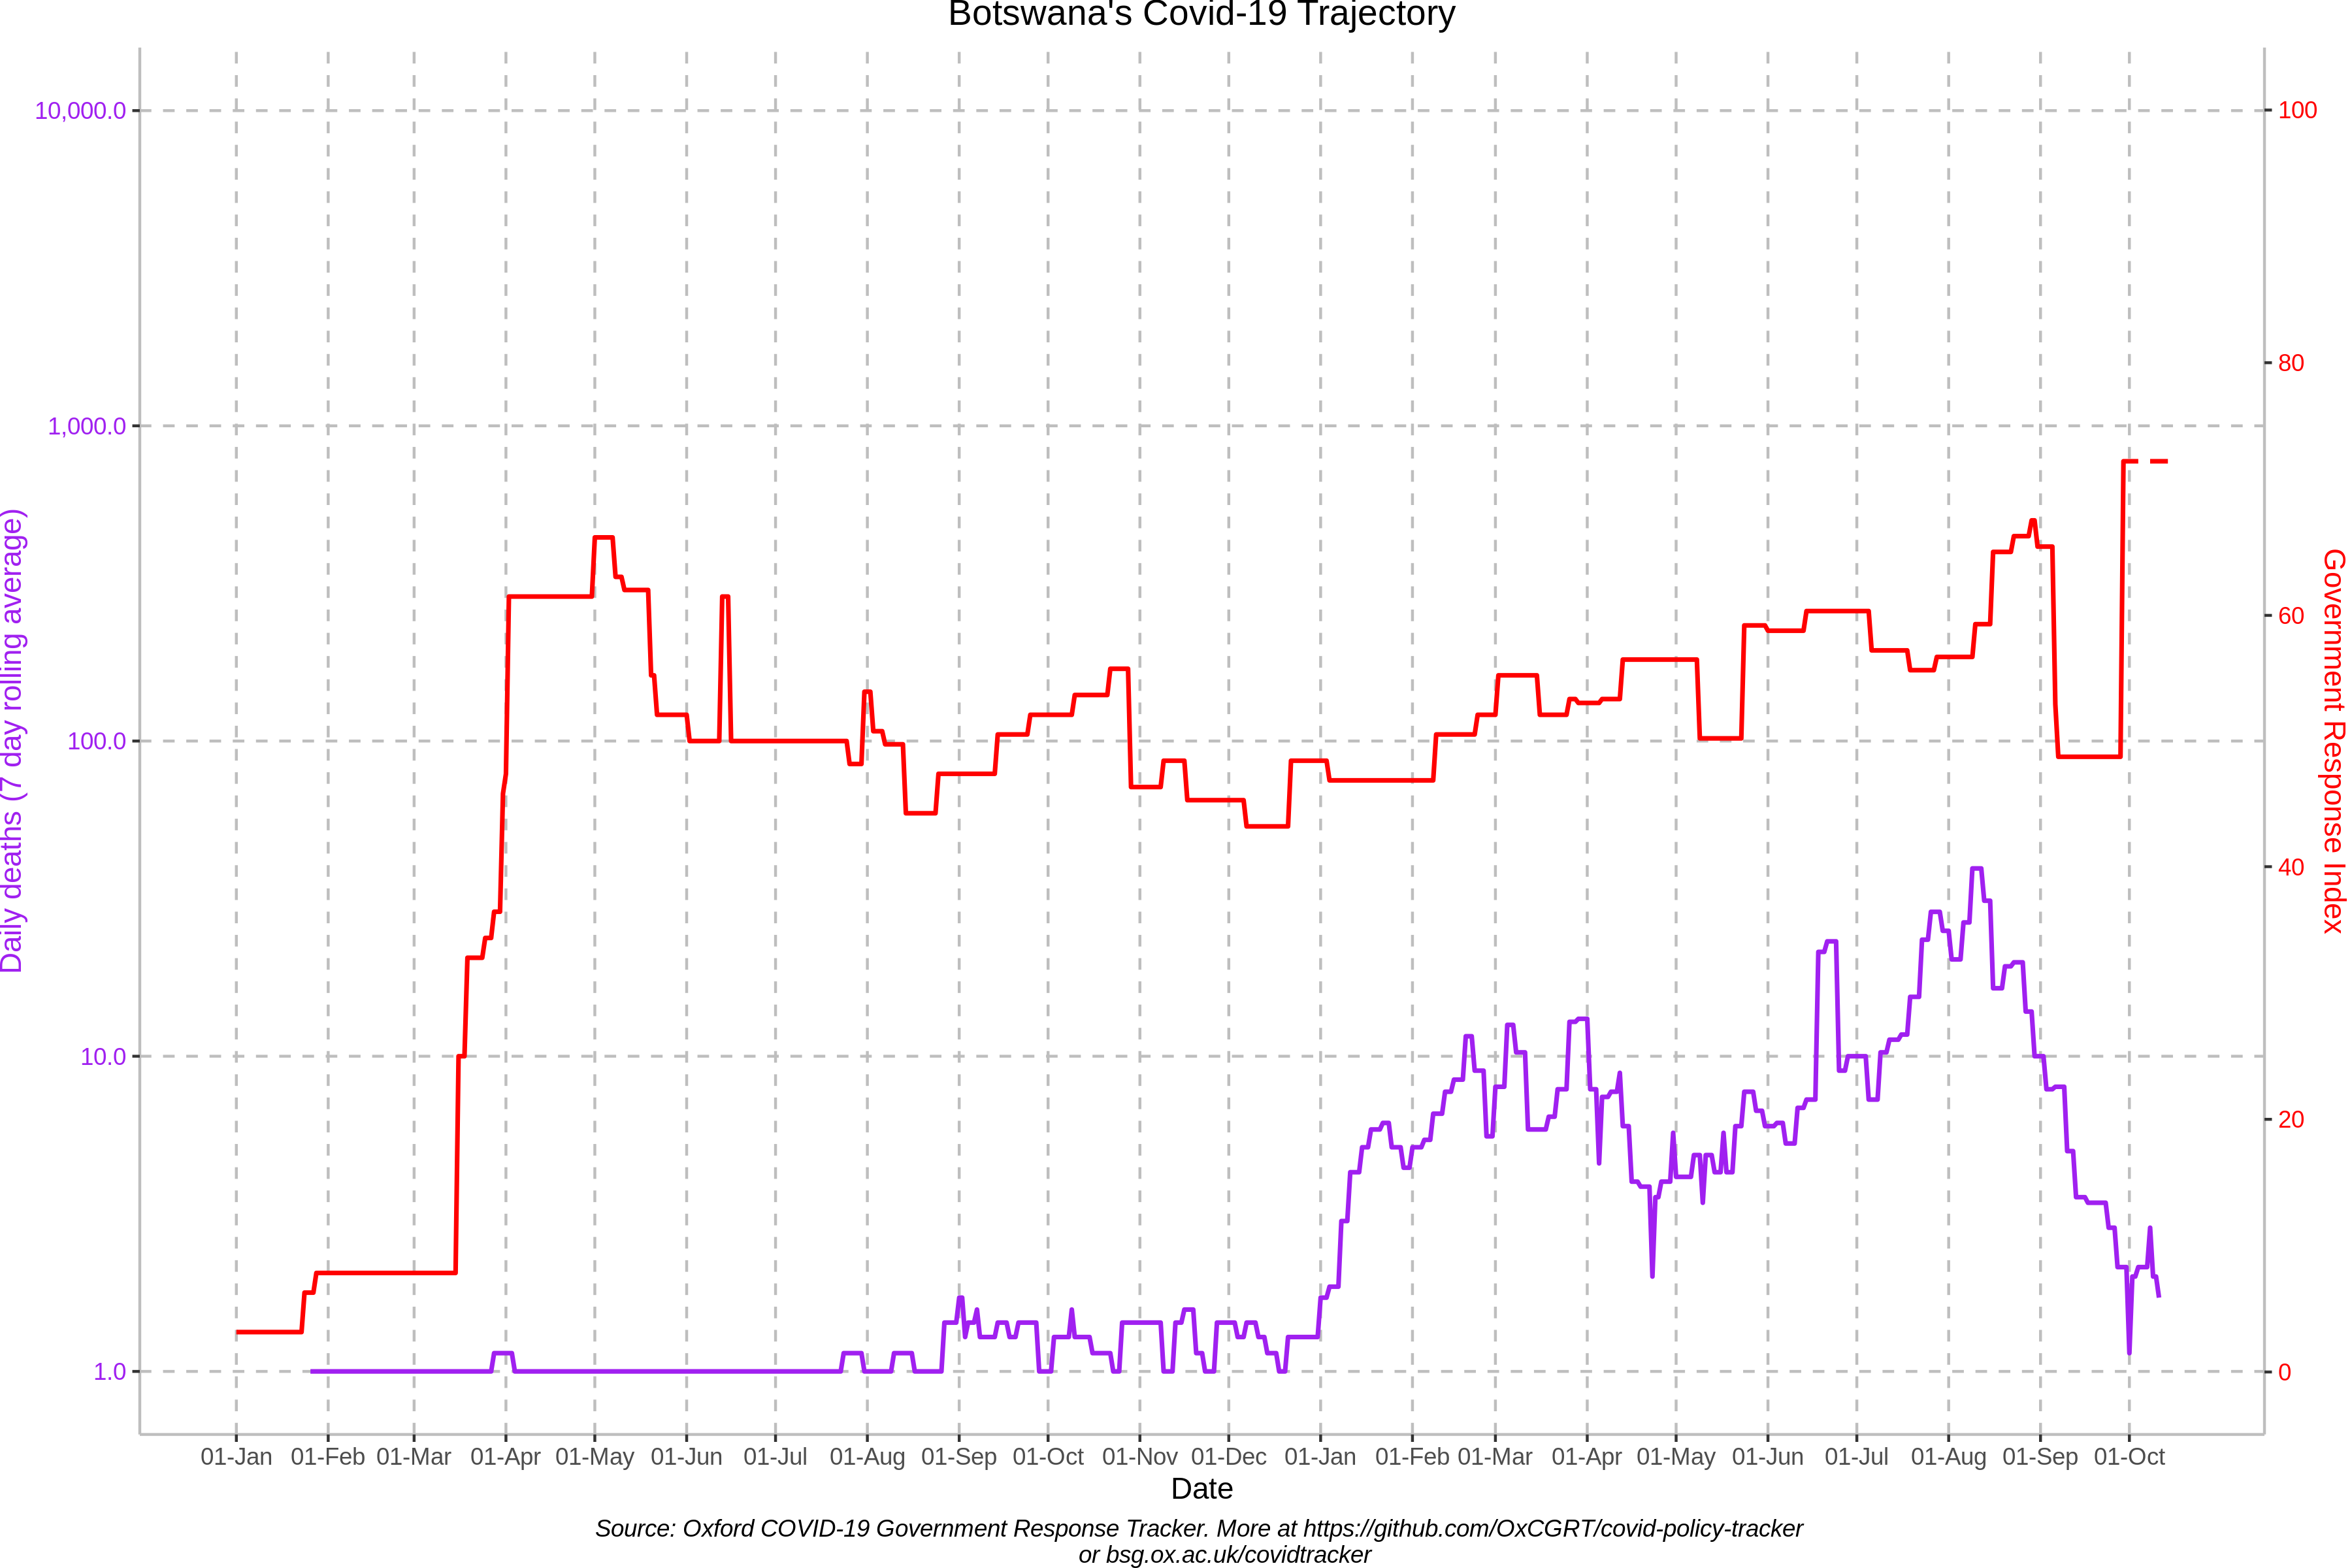 Botswana's Covid-19 Trajectory
10,000.0
1,000.0
100.0
10.0
1.0
Daily deaths (7 day rolling average)
100
80
60
40
20
0
Government Response Index
01-Jan 01-Feb 01-Mar 01-Apr 01-May 01-Jun 01-Jul 01-Aug 01-Sep 01-Oct 01-Nov 01-Dec 01-Jan 01-Feb 01-Mar 01-Apr 01-May 01-Jun 01-Jul 01-Aug 01-Sep 01-Oct
Date
Source: Oxford COVID-19 Government Response Tracker. More at https://github.com/OxCGRT/covid-policy-tracker
or bsg.ox.ac.uk/covidtracker